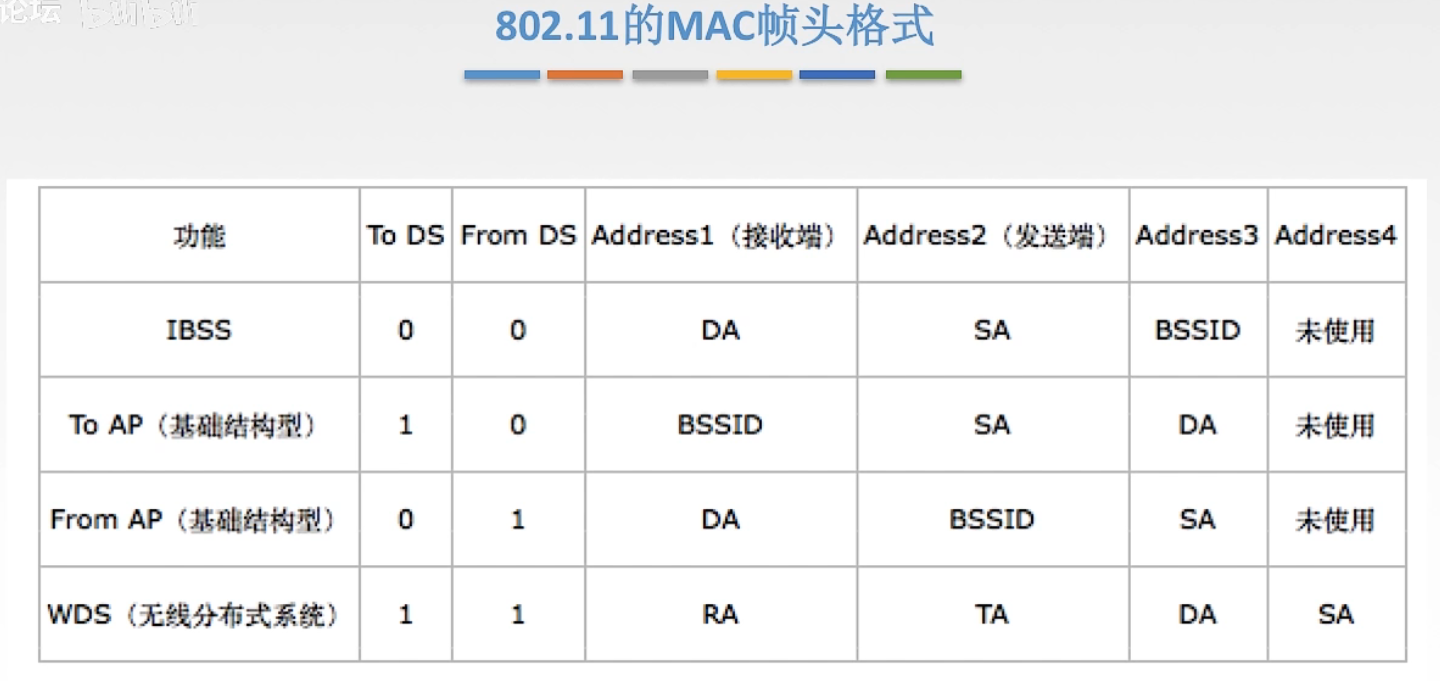 论坛 bilibili
802.11的MAC帧头格式
功能 To DS From DS Address1（接收端） Address2（发送端） Address3 Address4
IBSS 0 0 DA SA BSSID 未使用
To AP（基础结构型） 1 0 BSSID SA DA 未使用
From AP（基础结构型） 0 1 DA BSSID SA 未使用
WDS（无线分布式系统） 1 1 RA TA DA SA